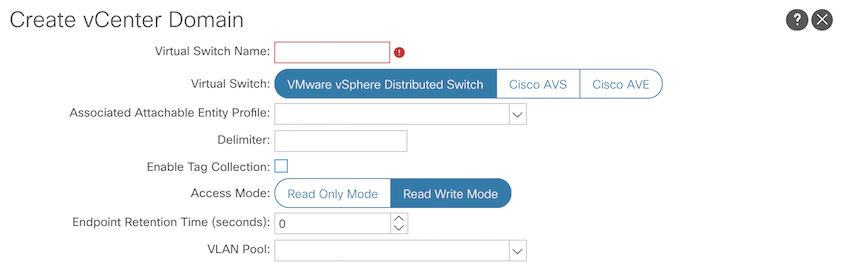 Create vCenter Domain
?
Virtual Switch Name:
!
Virtual Switch: VMware vSphere Distributed Switch Cisco AVS Cisco AVE
Associated Attachable Entity Profile:
Delimiter:
Enable Tag Collection:
Access Mode: Read Only Mode Read Write Mode
Endpoint Retention Time (seconds): 0
VLAN Pool: